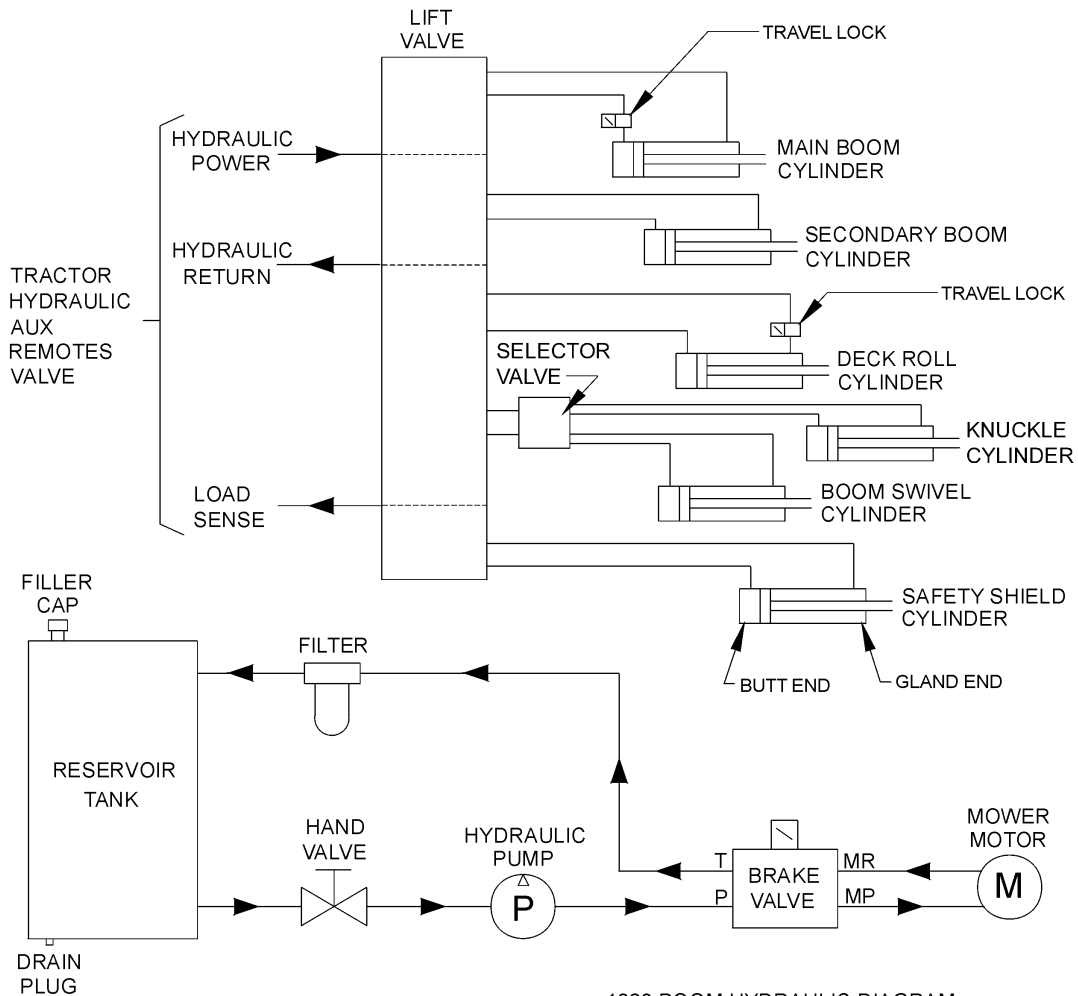 LIFT
VALVE
TRAVEL LOCK
HYDRAULIC
POWER
MAIN BOOM
CYLINDER
SECONDARY BOOM
CYLINDER
HYDRAULIC
RETURN
TRACTOR
HYDRAULIC
AUX
REMOTES
VALVE
TRAVEL LOCK
SELECTOR
VALVE
DECK ROLL
CYLINDER
KNUCKLE
CYLINDER
LOAD
SENSE
BOOM SWIVEL
CYLINDER
SAFETY SHIELD
CYLINDER
BUTT END
GLAND END
FILLER
CAP
FILTER
RESERVOIR
TANK
HAND
VALVE
HYDRAULIC
PUMP
P
T
P
BRAKE
VALVE
MR
MP
MOWER
MOTOR
M
DRAIN
PLUG
BOOM HYDRAULIC DIAGRAM